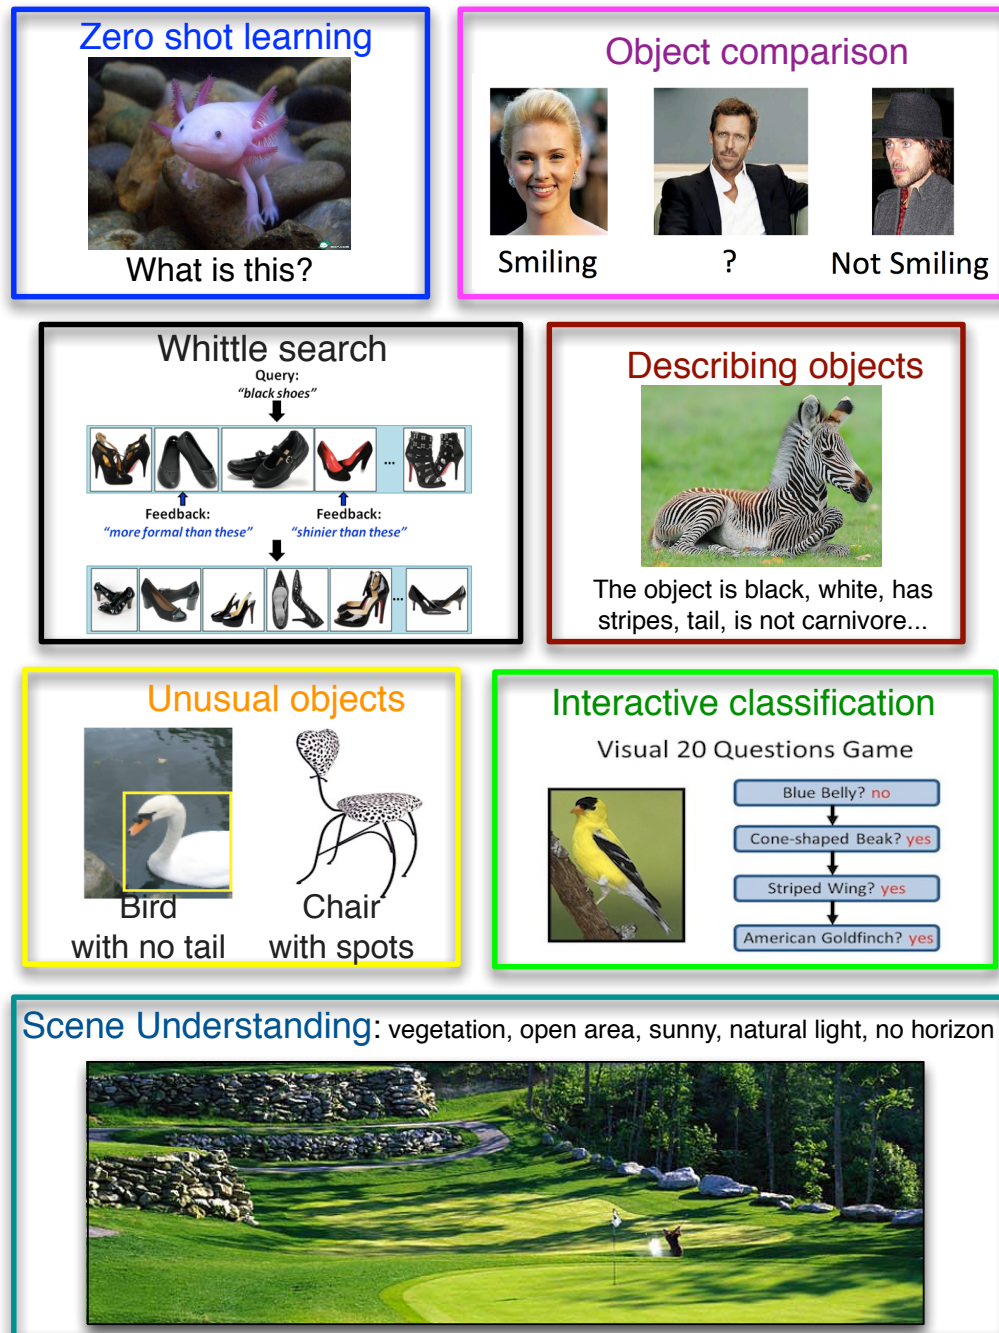 Zero shot learning
What is this?
Object comparison
Smiling
?
Not Smiling
Whittle search
Query:
“black shoes”
...
Feedback:
“more formal than these”
Feedback:
“shinier than these”
...
Describing objects
The object is black, white, has
stripes, tail, is not carnivore...
Unusual objects
Bird
with no tail
Chair
with spots
Interactive classification
Visual 20 Questions Game
Blue Belly? no
Cone-shaped Beak? yes
Striped Wing? yes
American Goldfinch? yes
Scene Understanding: vegetation, open area, sunny, natural light, no horizon